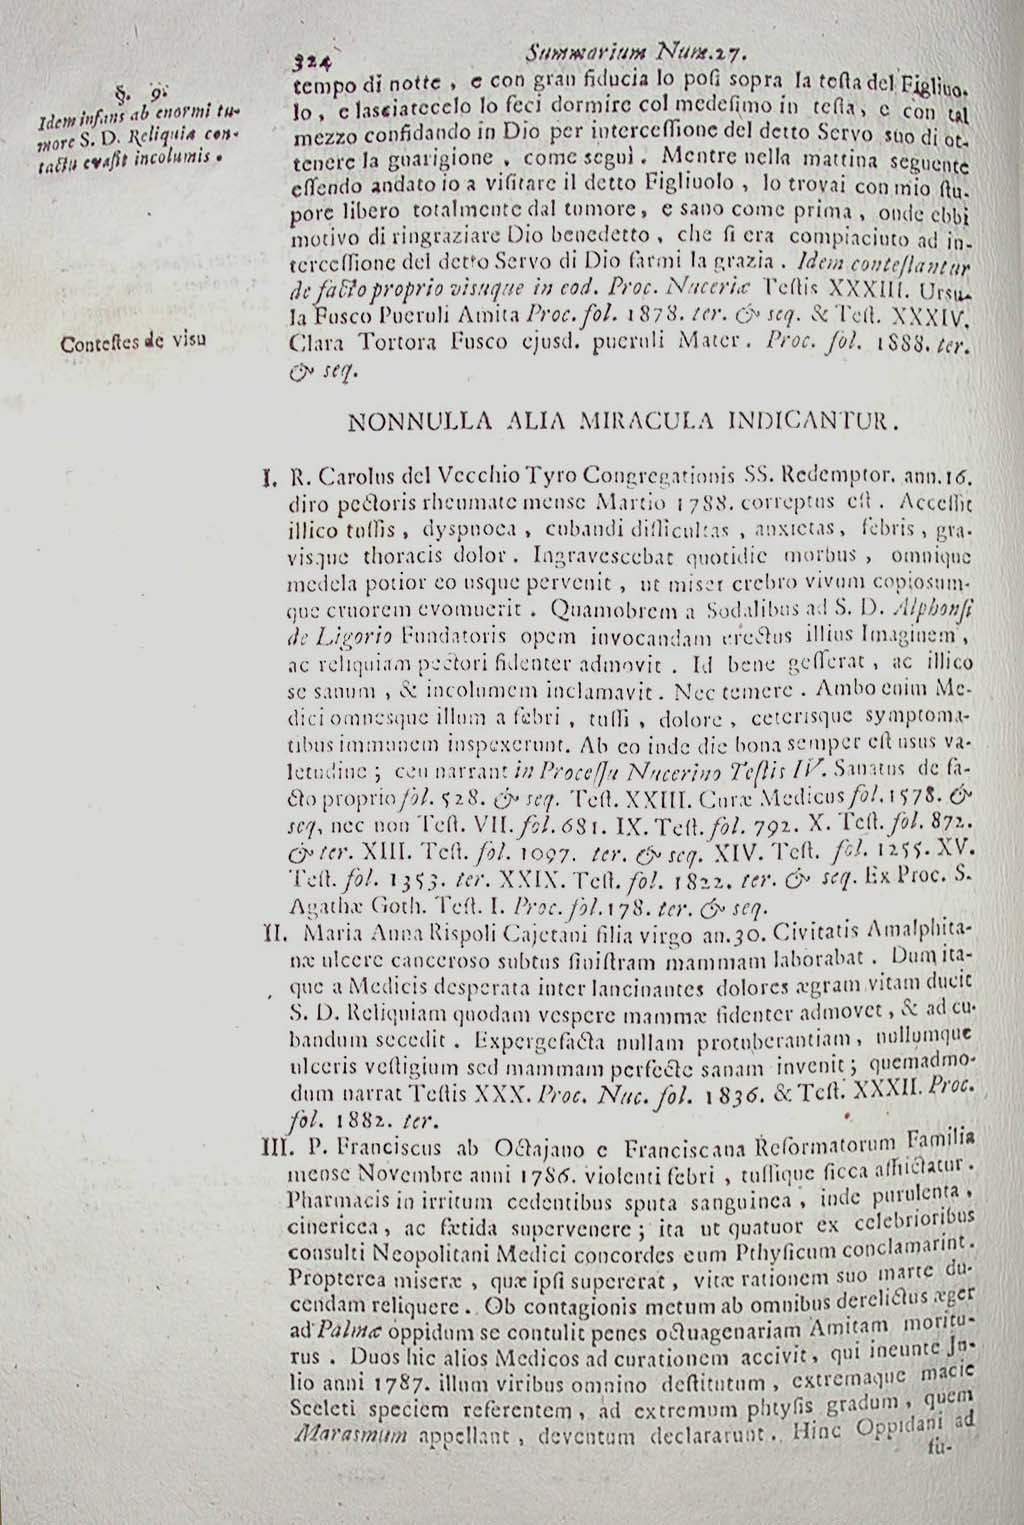 324 Summarium Num.27.
§. 9.
Idem infans ab enormi tu-
more S. D. Reliquiæ con-
tactu evasit incolumis .
tempo di notte , e con gran fiducia lo posi sopra la testa del Figliuo-
lo , e lasciatecelo lo feci dormire col medesimo in testa, e con tal
mezzo confidando in Dio per intercessione del detto Servo suo di ot-
tenere la guarigione , come seguì . Mentre nella mattina seguente
essendo andato io a visitare il detto Figliuolo , lo trovai con mio stu-
pore libero totalmente dal tumore, e sano come prima , onde ebbi
motivo di ringraziare Dio benedetto , che si era compiaciuto ad in-
tercessione del detto Servo di Dio farmi la grazia . Idem contestantur
de facto proprio visuque in eod. Proc. Nuceriæ Testis XXXIII. Ursu-
la Fusco Pueruli Amita Proc. fol. 1878. ter. & seq. & Test. XXXIV.
Contestes de visu
Clara Tortora Fusco ejusd. pueruli Mater . Proc. fol. 1888. ter.
& seq.
NONNULLA ALIA MIRACULA INDICANTUR .
I. R. Carolus del Vecchio Tyro Congregationis SS. Redemptor. ann.16.
diro pectoris rheumate mense Martio 1788. correptus est . Accessit
illico tussis , dyspnoea , cubandi difficultas , anxietas , febris , gra-
visque thoracis dolor . Ingravescebat quotidie morbus , omnique
medela potior eo usque pervenit , ut miser crebro vivum copiosum-
que cruorem evomuerit . Quamobrem a Sodalibus ad S. D. Alphonsi
de Ligorio Fundatoris opem invocandam erectus illius Imaginem ,
ac reliquiam pectori fidenter admovit . Id bene gesserat , ac illico
se sanum , & incolumem inclamavit . Nec temere . Ambo enim Me-
dici omnesque illum a febri , tussi , dolore , ceterisque symptoma-
tibus immunem inspexerunt. Ab eo inde die bona semper est usus va-
letudine ; ceu narrant in Processu Nucerino Testis IV. Sanatus de fa-
cto proprio fol. 528. & seq. Test. XXIII. Curæ Medicus fol. 1578. &
seq, nec non Test. VII. fol. 681. IX. Test. fol. 792. X. Test. fol. 872.
& ter. XIII. Test. fol. 1097. ter. & seq. XIV. Test. fol. 1255. XV.
Test. fol. 1353. ter. XXIX. Test. fol. 1822. ter. & seq. Ex Proc. S.
Agathæ Goth. Test. I. Proc. fol. 178. ter. & seq.
II. Maria Anna Rispoli Cajetani filia virgo an.30. Civitatis Amalphita-
næ ulcere canceroso subtus sinistram mammam laborabat . Dum ita-
que a Medicis desperata inter lancinantes dolores ægram vitam ducit
S. D. Reliquiam quodam vespere mammæ fidenter admovet , & ad cu-
bandum secedit . Expergefacta nullam protuberantiam , nullumque
ulceris vestigium sed mammam perfecte sanam invenit ; quemadmo-
dum narrat Testis XXX. Proc. Nuc. fol. 1836. & Test. XXXII. Proc.
fol. 1882. ter.
III. P. Franciscus ab Octajano e Franciscana Reformatorum Familia
mense Novembre anni 1786. violenti febri , tussique sicca afflictatur .
Pharmacis in irritum cedentibus sputa sanguinea , inde purulenta ,
cinericea , ac fætida supervenere ; ita ut quatuor ex celebrioribus
consulti Neopolitani Medici concordes eum Pthysicum conclamarint .
Propterea miseræ , quæ ipsi supererat , vitæ rationem suo marte du-
cendam reliquere . Ob contagionis metum ab omnibus derelictus æger
ad Palmæ oppidum se contulit penes octuagenariam Amitam moritu-
rus . Duos hic alios Medicos ad curationem accivit , qui ineunte Ju-
lio anni 1787. illum viribus omnino destitutum , extremaque macie
Sceleti speciem referentem , ad extremum phtysis gradum , quem
Marasmum appellant , deventum declararunt . Hinc Oppidani ad
su-